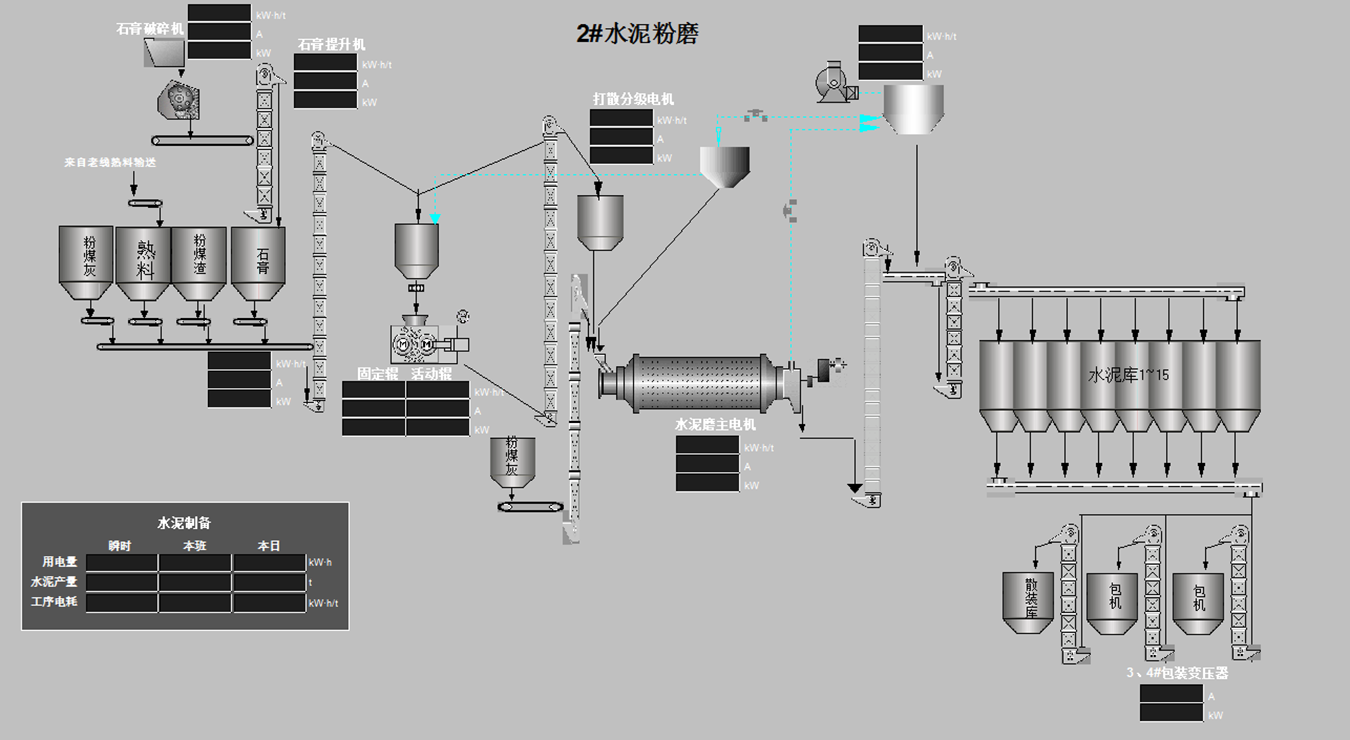 2#水泥粉磨
石膏破碎机
kW·h/t
A
kW
石膏提升机
kW·h/t
A
kW
打散分级电机
kW·h/t
A
kW
kW·h/t
A
kW
来自老线熟料输送
粉煤灰
熟料
粉煤渣
石膏
kW·h/t
A
kW
M
M
固定辊 活动辊
kW·h/t
A
kW
粉煤灰
水泥磨主电机
kW·h/t
A
kW
水泥库1~15
水泥制备
瞬时 本班 本日
用电量 kW·h
水泥产量 t
工序电耗 kW·h/t
散装库
包机
包机
3、4#包装变压器
A
kW